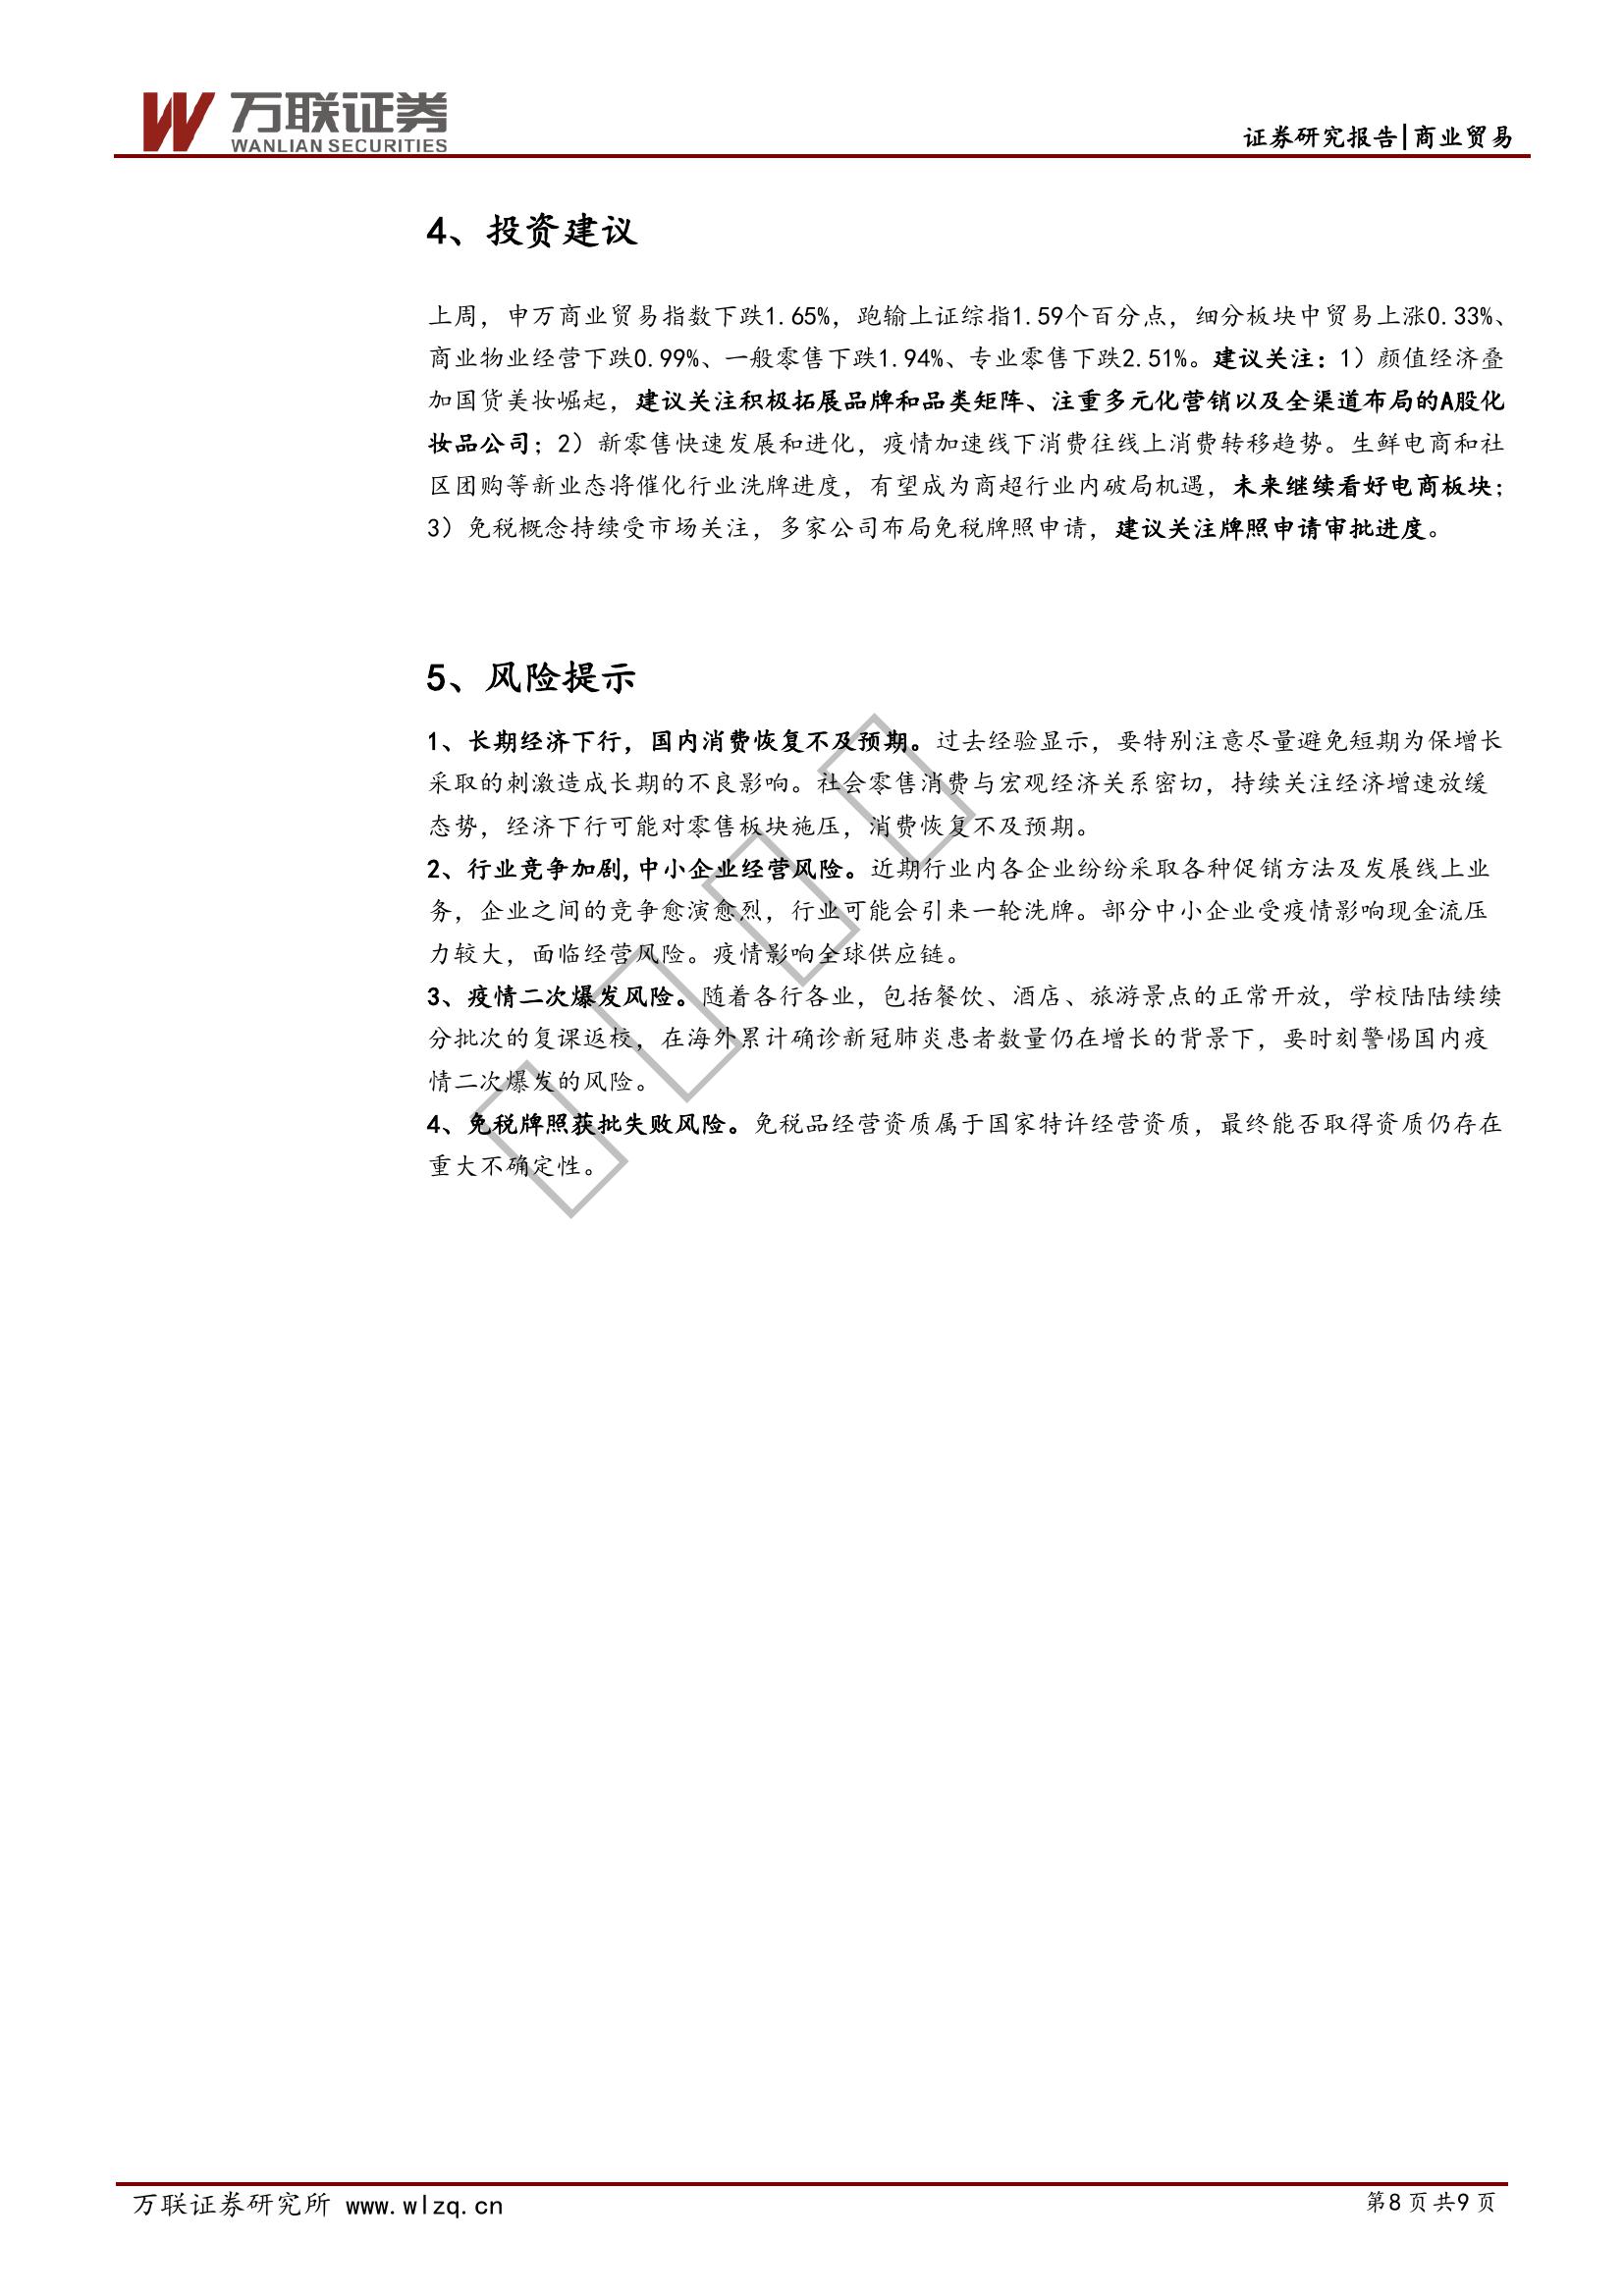 万联证券
WANLIAN SECURITIES
证券研究报告|商业贸易
4、投资建议
上周，申万商业贸易指数下跌1.65%，跑输上证综指1.59个百分点，细分板块中贸易上涨0.33%、
商业物业经营下跌0.99%、一般零售下跌1.94%、专业零售下跌2.51%。建议关注：1）颜值经济叠
加国货美妆崛起，建议关注积极拓展品牌和品类矩阵、注重多元化营销以及全渠道布局的A股化
妆品公司；2）新零售快速发展和进化，疫情加速线下消费往线上消费转移趋势。生鲜电商和社
区团购等新业态将催化行业洗牌进度，有望成为商超行业内破局机遇，未来继续看好电商板块；
3）免税概念持续受市场关注，多家公司布局免税牌照申请，建议关注牌照申请审批进度。
5、风险提示
1、长期经济下行，国内消费恢复不及预期。过去经验显示，要特别注意尽量避免短期为保增长
采取的刺激造成长期的不良影响。社会零售消费与宏观经济关系密切，持续关注经济增速放缓
态势，经济下行可能对零售板块施压，消费恢复不及预期。
2、行业竞争加剧,中小企业经营风险。近期行业内各企业纷纷采取各种促销方法及发展线上业
务，企业之间的竞争愈演愈烈，行业可能会引来一轮洗牌。部分中小企业受疫情影响现金流压
力较大，面临经营风险。疫情影响全球供应链。
3、疫情二次爆发风险。随着各行各业，包括餐饮、酒店、旅游景点的正常开放，学校陆陆续续
分批次的复课返校，在海外累计确诊新冠肺炎患者数量仍在增长的背景下，要时刻警惕国内疫
情二次爆发的风险。
4、免税牌照获批失败风险。免税品经营资质属于国家特许经营资质，最终能否取得资质仍存在
重大不确定性。
万联证券研究所 www.wlzq.cn
第8页共9页